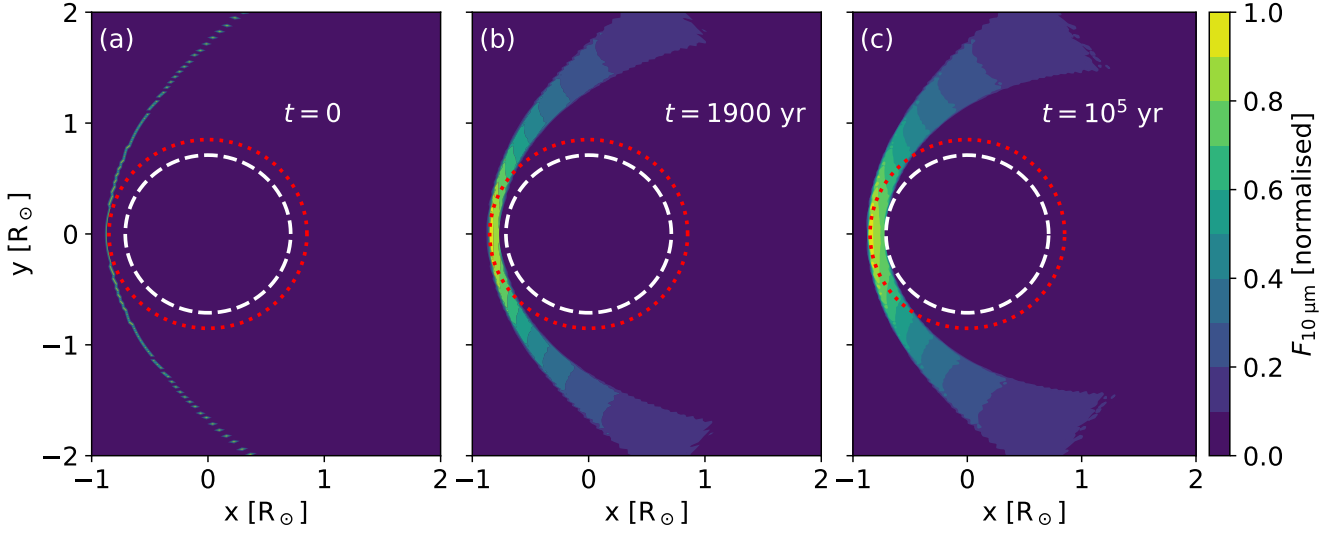 (a) t = 0
(b) t = 1900 yr
(c) t = 10⁵ yr
2
1
0
−1
−2
y [R⊙]
−1 0 1 2
−1 0 1 2
−1 0 1 2
x [R⊙]
x [R⊙]
x [R⊙]
1.0
0.8
0.6
0.4
0.2
0.0
F₁₀ μm [normalised]